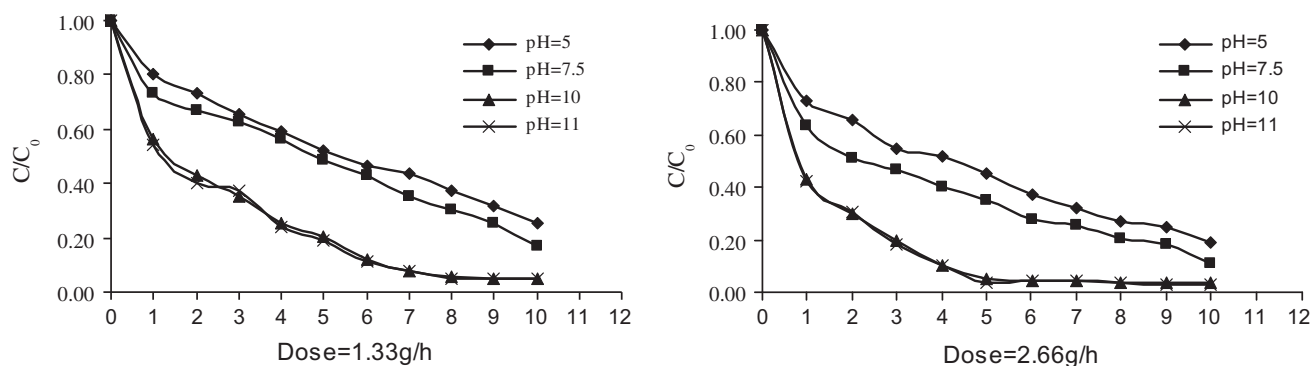 1.00
0.80
0.60
0.40
0.20
0.00
C/C₀
pH=5
pH=7.5
pH=10
pH=11
0 1 2 3 4 5 6 7 8 9 10 11 12
Dose=1.33g/h
1.00
0.80
0.60
0.40
0.20
0.00
C/C₀
pH=5
pH=7.5
pH=10
pH=11
0 1 2 3 4 5 6 7 8 9 10 11 12
Dose=2.66g/h